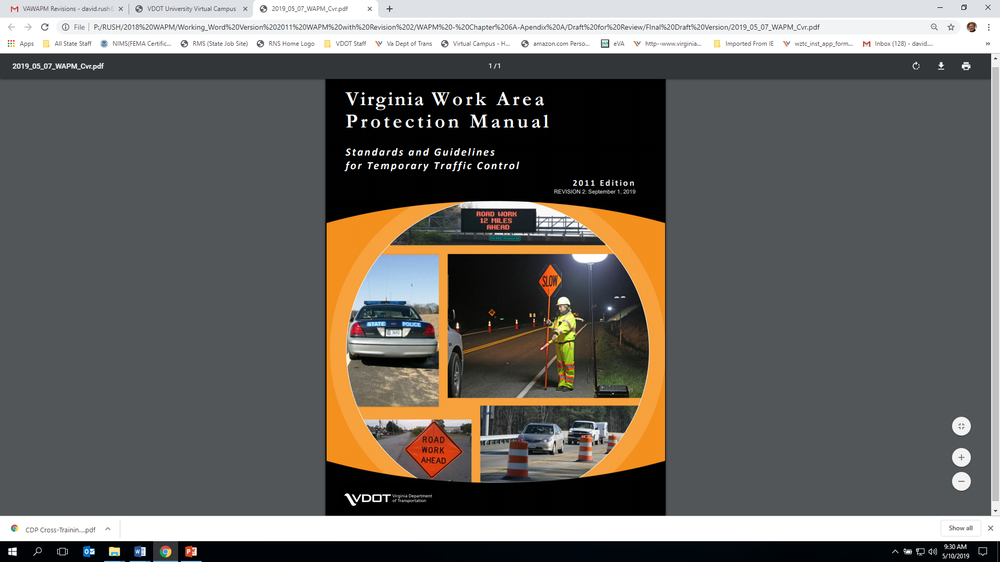 VAWAPM Revisions - david.rush@
VDOT University Virtual Campus
2019_05_07_WAPM_Cvr.pdf
File
P:/RUSH/2018%20WAPM/Working_Word%20Version%202011%20WAPM%20with%20Revision%202/WAPM%20-%20Chapter%206A-Apendix%20A/Draft%20for%20Review/FInal%20Draft%20Version/2019_05_07_WAPM_Cvr.pdf
Apps
All State Staff
NIMS(FEMA Certific...
RMS (State Job Site)
RNS Home Logo
VDOT Staff
Va Dept of Trans
Virtual Campus - H...
amazon.com Perso...
eVA
http--www.virginia...
Imported From IE
wztc_inst_app_form...
Inbox (128) - david....
»
2019_05_07_WAPM_Cvr.pdf
1 / 1
Virginia Work Area
Protection Manual
Standards and Guidelines
for Temporary Traffic Control
2011 Edition
REVISION 2: September 1, 2019
ROAD WORK
12 MILES
AHEAD
SLOW
STATE POLICE
3692
ROAD
WORK
AHEAD
VDOT Virginia Department
of Transportation
CDP Cross-Trainin....pdf
Show all
9:30 AM
5/10/2019